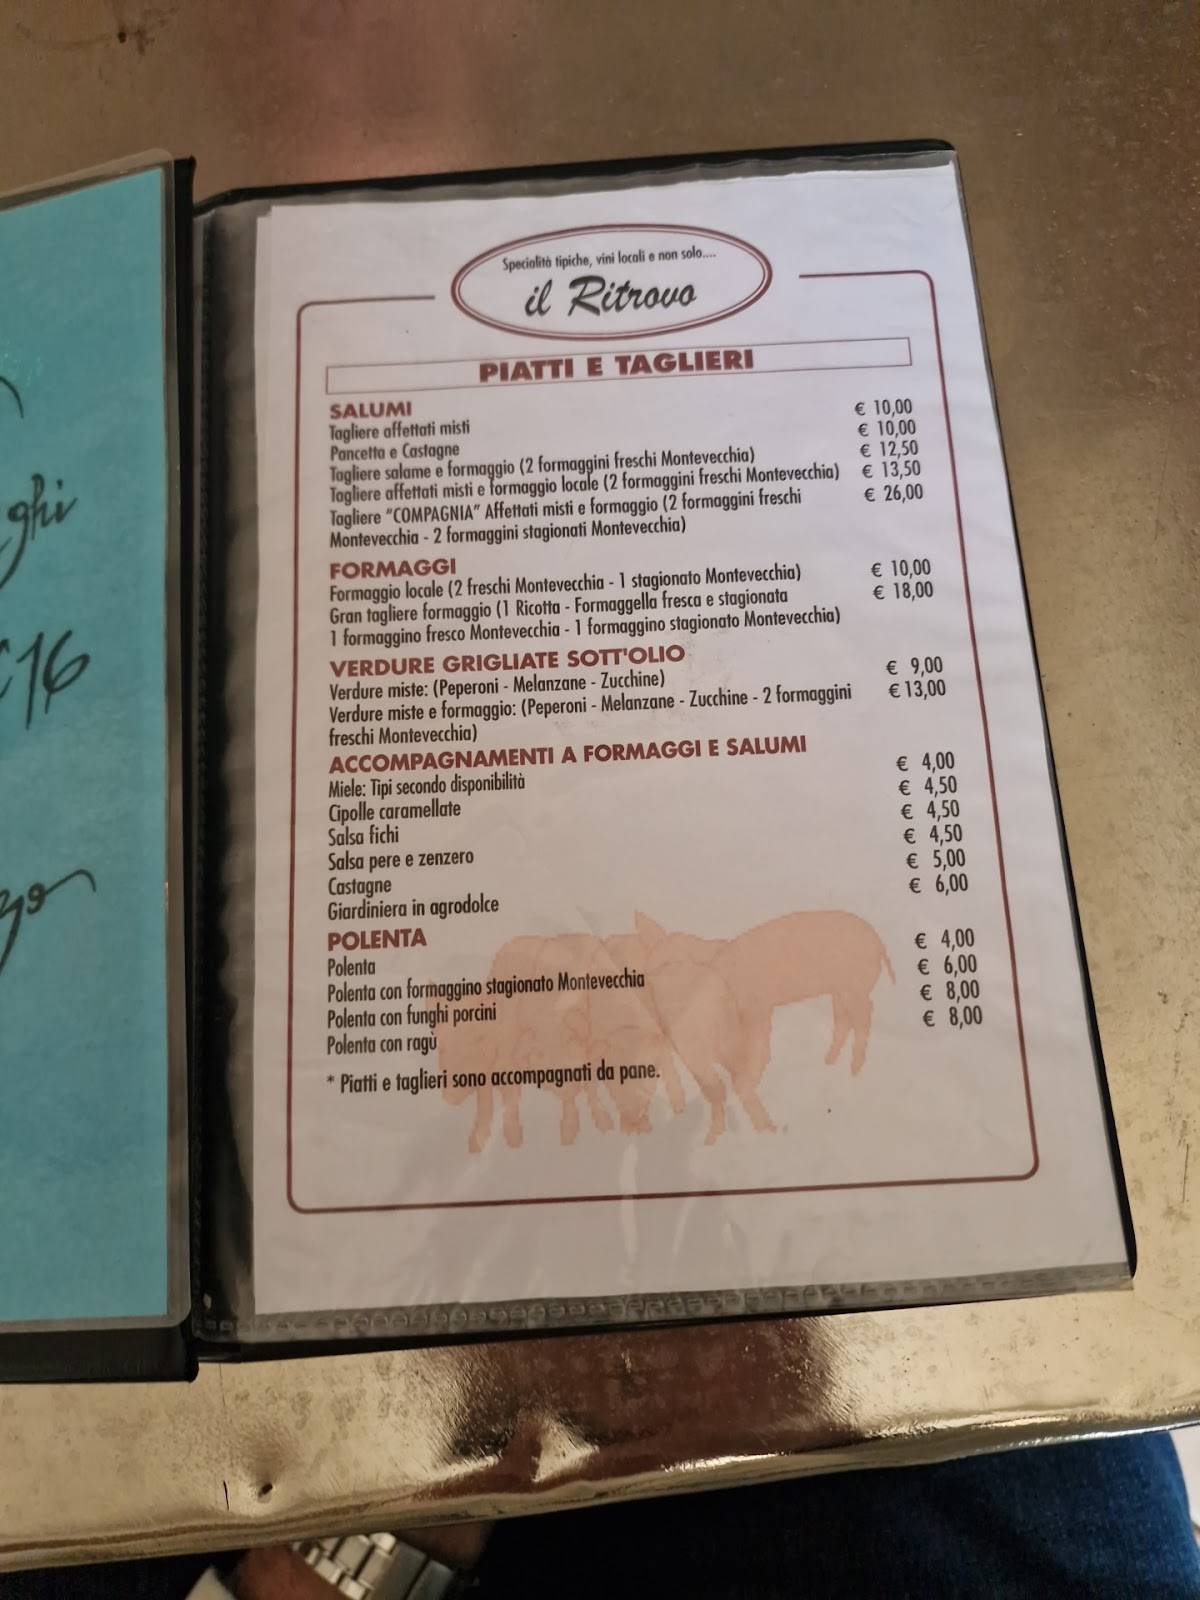 ghi
€16
Specialità tipiche, vini locali e non solo....
il Ritrovo
PIATTI E TAGLIERI
SALUMI
Tagliere affettati misti € 10,00
Pancetta e Castagne € 10,00
Tagliere salame e formaggio (2 formaggini freschi Montevecchia) € 12,50
Tagliere affettati misti e formaggio locale (2 formaggini freschi Montevecchia) € 13,50
Tagliere "COMPAGNIA" Affettati misti e formaggio (2 formaggini freschi € 26,00
Montevecchia - 2 formaggini stagionati Montevecchia)
FORMAGGI
Formaggio locale (2 freschi Montevecchia - 1 stagionato Montevecchia) € 10,00
Gran tagliere formaggio (1 Ricotta - Formaggella fresca e stagionata € 18,00
1 formaggino fresco Montevecchia - 1 formaggino stagionato Montevecchia)
VERDURE GRIGLIATE SOTT'OLIO
Verdure miste: (Peperoni - Melanzane - Zucchine) € 9,00
Verdure miste e formaggio: (Peperoni - Melanzane - Zucchine - 2 formaggini € 13,00
freschi Montevecchia)
ACCOMPAGNAMENTI A FORMAGGI E SALUMI
Miele: Tipi secondo disponibilità € 4,00
Cipolle caramellate € 4,50
Salsa fichi € 4,50
Salsa pere e zenzero € 4,50
Castagne € 5,00
Giardiniera in agrodolce € 6,00
POLENTA
Polenta € 4,00
Polenta con formaggino stagionato Montevecchia € 6,00
Polenta con funghi porcini € 8,00
Polenta con ragù € 8,00
* Piatti e taglieri sono accompagnati da pane.